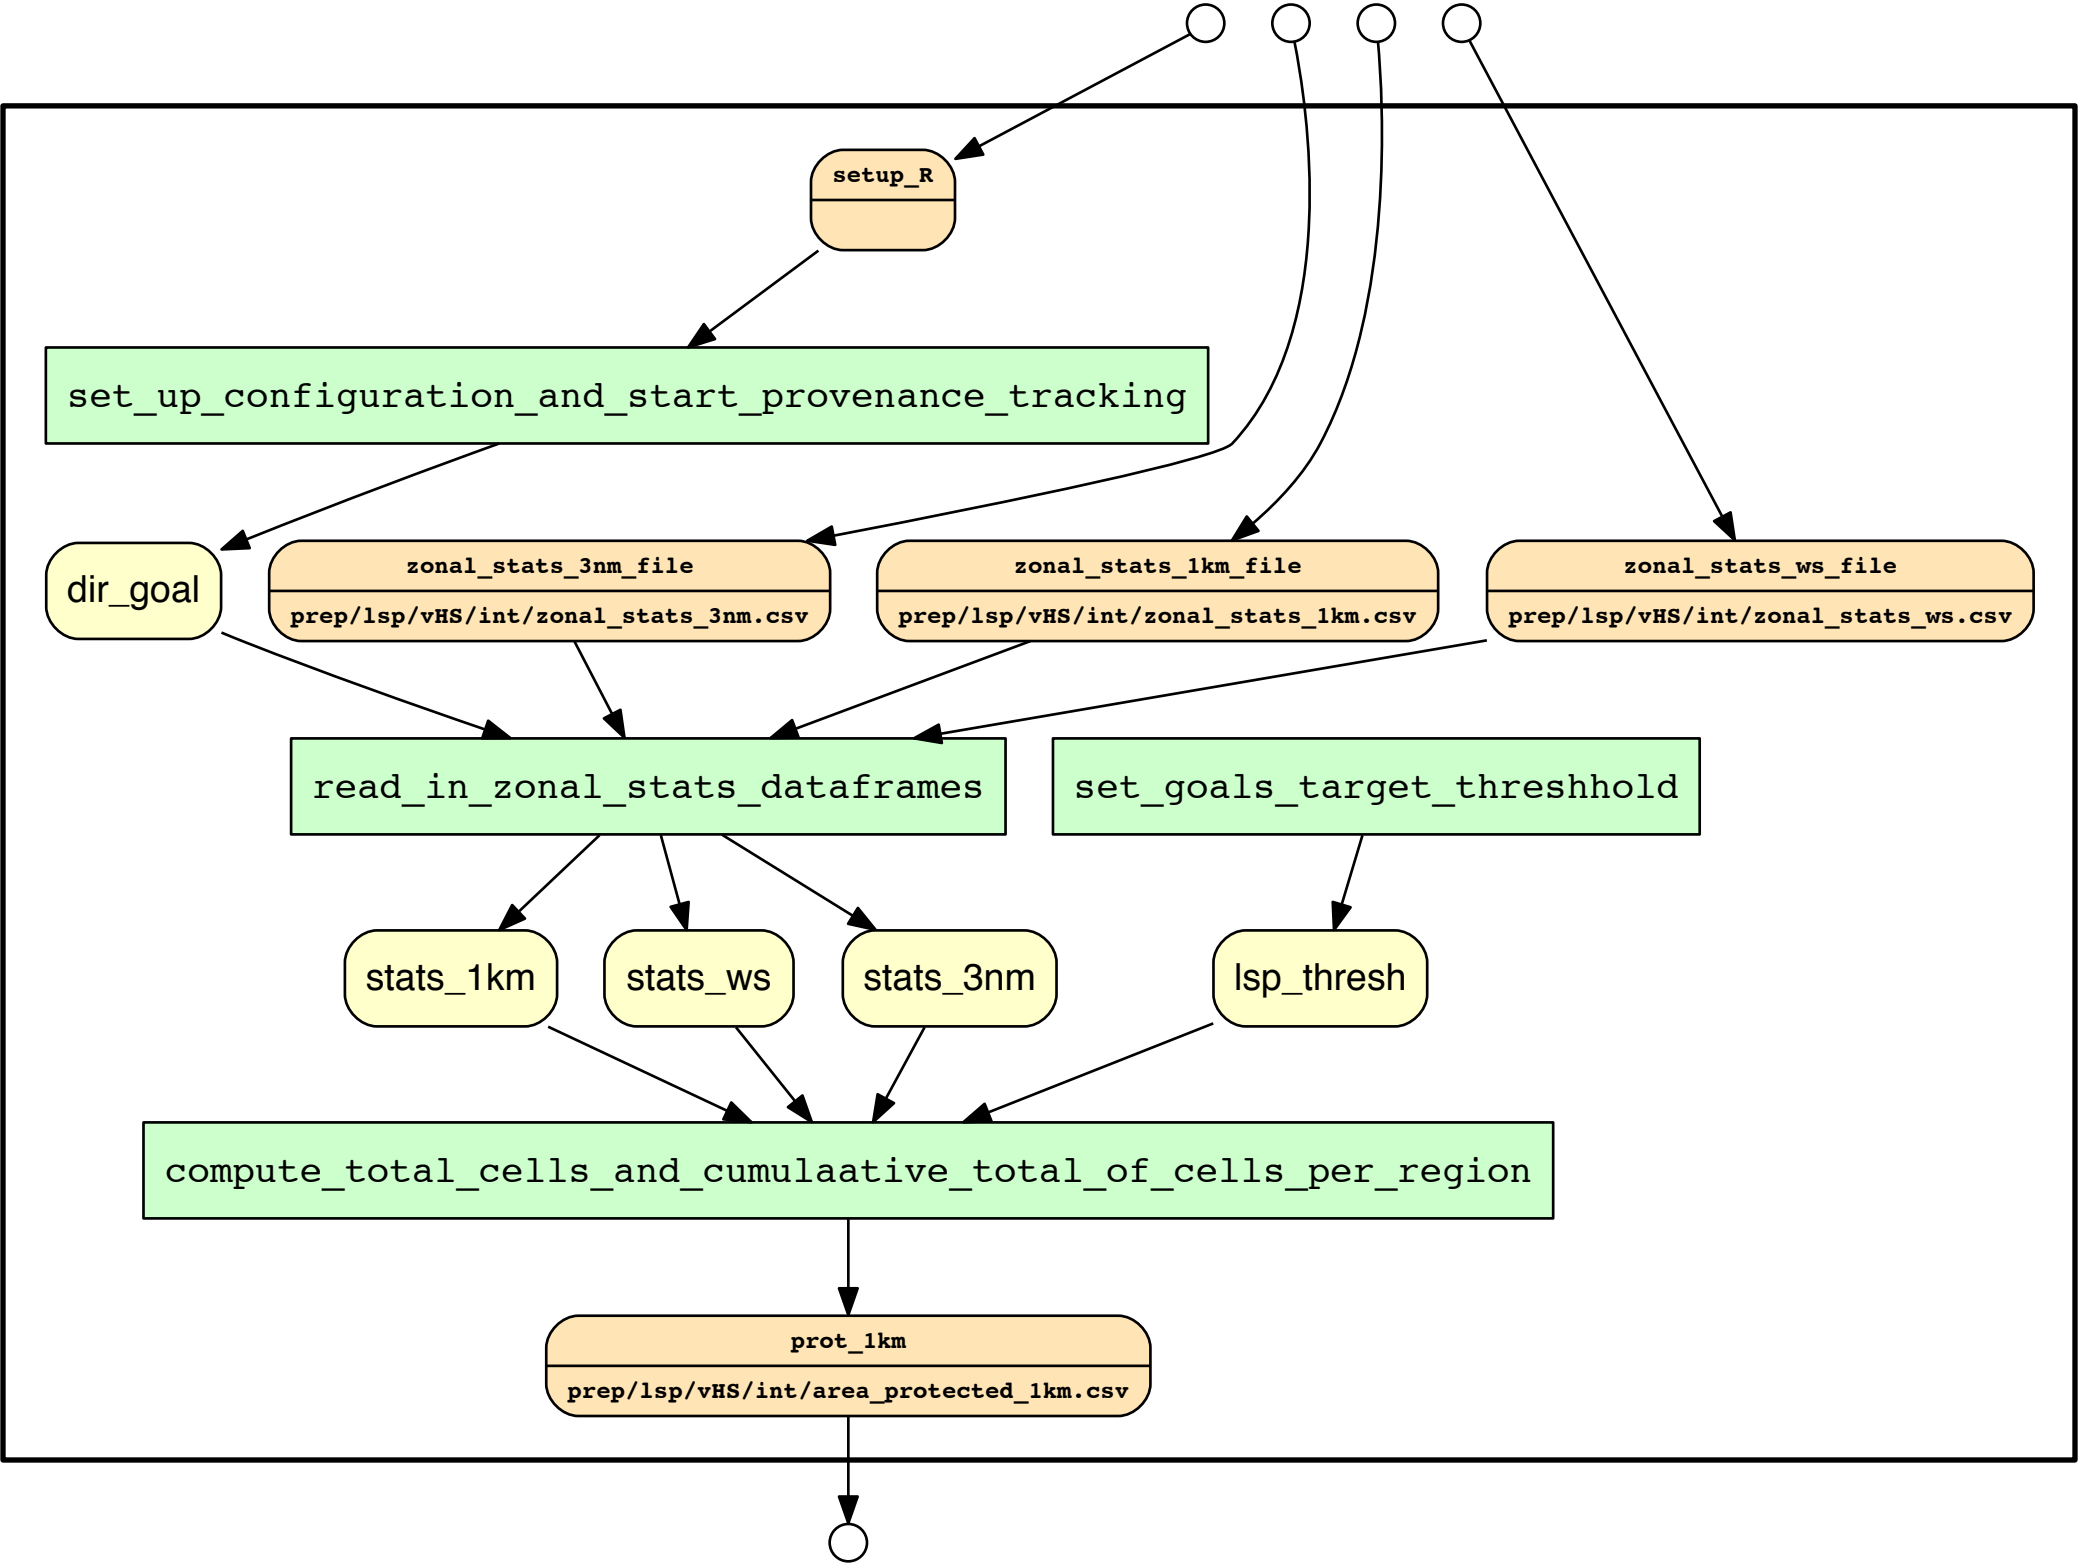 setup_R
set_up_configuration_and_start_provenance_tracking
dir_goal
zonal_stats_3nm_file
prep/lsp/vHS/int/zonal_stats_3nm.csv
zonal_stats_1km_file
prep/lsp/vHS/int/zonal_stats_1km.csv
zonal_stats_ws_file
prep/lsp/vHS/int/zonal_stats_ws.csv
read_in_zonal_stats_dataframes
set_goals_target_threshhold
stats_1km
stats_ws
stats_3nm
lsp_thresh
compute_total_cells_and_cumulaative_total_of_cells_per_region
prot_1km
prep/lsp/vHS/int/area_protected_1km.csv